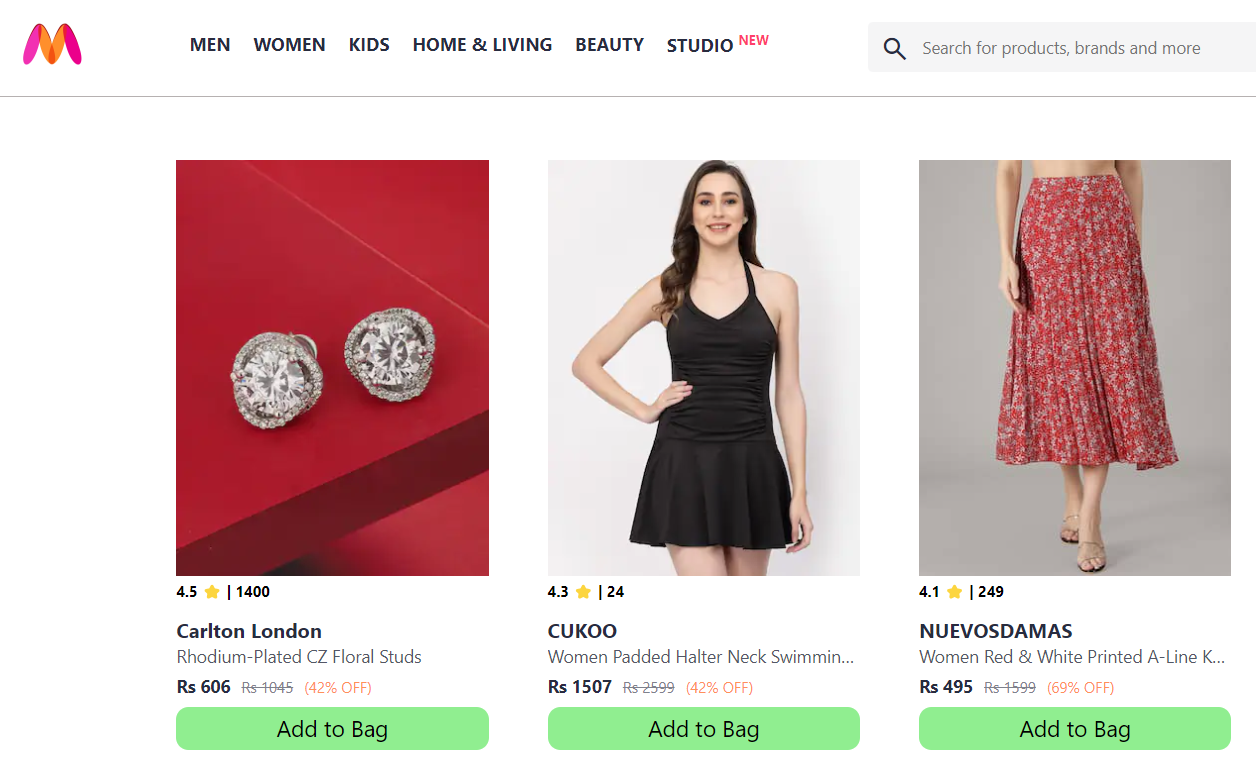 MEN WOMEN KIDS HOME & LIVING BEAUTY STUDIO NEW
Search for products, brands and more
4.5 | 1400
Carlton London
Rhodium-Plated CZ Floral Studs
Rs 606 Rs 1045 (42% OFF)
Add to Bag
4.3 | 24
CUKOO
Women Padded Halter Neck Swimmin...
Rs 1507 Rs 2599 (42% OFF)
Add to Bag
4.1 | 249
NUEVOSDAMAS
Women Red & White Printed A-Line K...
Rs 495 Rs 1599 (69% OFF)
Add to Bag